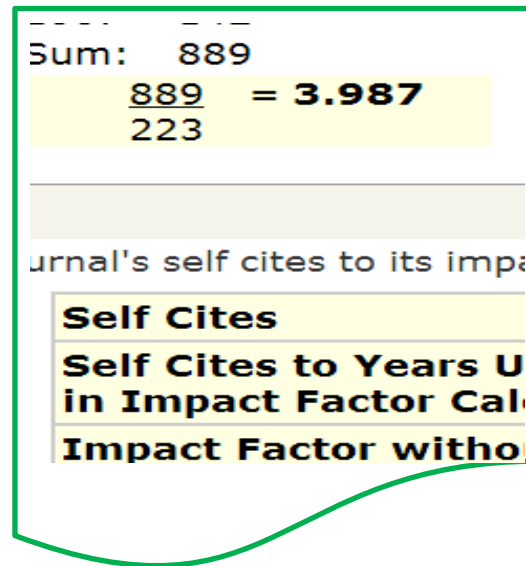 Sum: 889
889 = 3.987
223
urnal's self cites to its impa
Self Cites
Self Cites to Years U
in Impact Factor Cal
Impact Factor withou